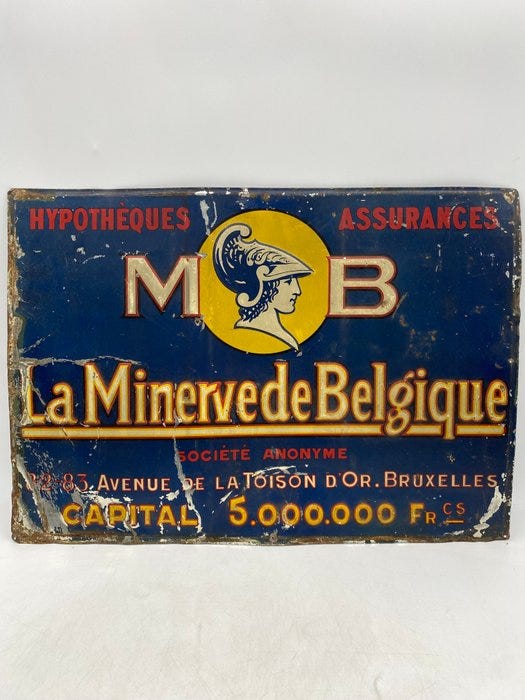 HYPOTHÈQUES ASSURANCES
M B
La Minerve de Belgique
SOCIÉTÉ ANONYME
83, AVENUE DE LA TOISON D'OR. BRUXELLES
CAPITAL 5.000.000 FRCS